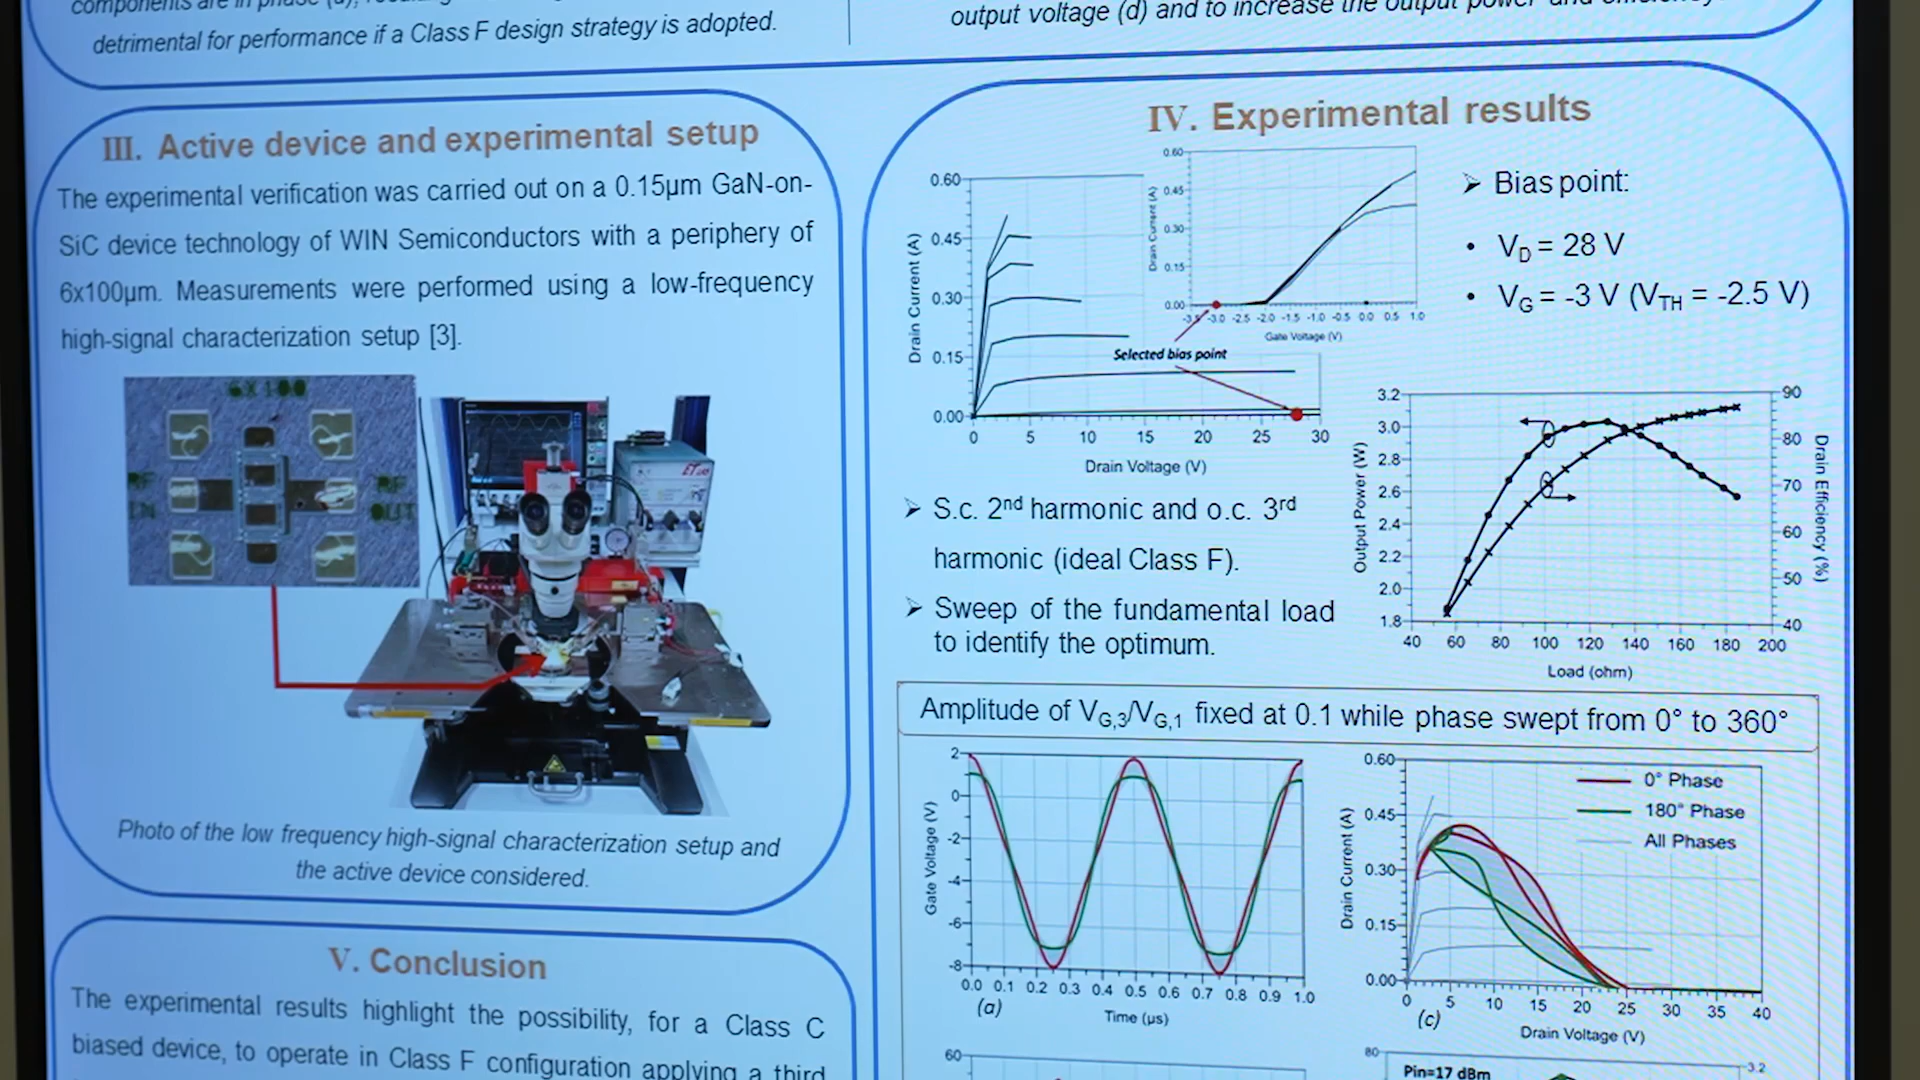 components are in phase (a),
detrimental for performance if a Class F design strategy is adopted.
output voltage (d) and to increase the output power and efficiency.
III. Active device and experimental setup
The experimental verification was carried out on a 0.15µm GaN-on-
SiC device technology of WIN Semiconductors with a periphery of
6x100µm. Measurements were performed using a low-frequency
high-signal characterization setup [3].
6X100
RF
IN
RF
OUT
Photo of the low frequency high-signal characterization setup and
the active device considered.
V. Conclusion
The experimental results highlight the possibility, for a Class C
biased device, to operate in Class F configuration applying a third
IV. Experimental results
0.60
0.45
0.30
0.15
0.00
Drain Current (A)
0 5 10 15 20 25 30
Drain Voltage (V)
0.60
0.45
0.30
0.15
0.00
Drain Current (A)
-3.5 -3.0 -2.5 -2.0 -1.5 -1.0 -0.5 0.0 0.5 1.0
Gate Voltage (V)
Selected bias point
➤ Bias point:
• VD = 28 V
• VG = -3 V (VTH = -2.5 V)
➤ S.c. 2nd harmonic and o.c. 3rd
harmonic (ideal Class F).
➤ Sweep of the fundamental load
to identify the optimum.
3.2
3.0
2.8
2.6
2.4
2.2
2.0
1.8
Output Power (W)
90
80
70
60
50
40
Drain Efficiency (%)
40 60 80 100 120 140 160 180 200
Load (ohm)
Amplitude of VG,3/VG,1 fixed at 0.1 while phase swept from 0° to 360°
2
0
-2
-4
-6
-8
Gate Voltage (V)
0.0 0.1 0.2 0.3 0.4 0.5 0.6 0.7 0.8 0.9 1.0
(a)
Time (µs)
0.60
0.45
0.30
0.15
0.00
Drain Current (A)
0° Phase
180° Phase
All Phases
0 5 10 15 20 25 30 35 40
(c)
Drain Voltage (V)
60
80
Pin=17 dBm
3.2